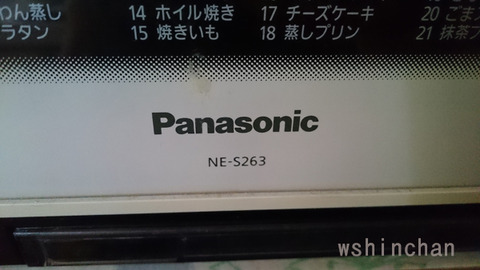 わん蒸し 14 ホイル焼き 17 チーズケーキ 20 ごま
ラタン 15 焼きいも 18 蒸しプリン 21 抹茶
Panasonic
NE-S263
wshinchan